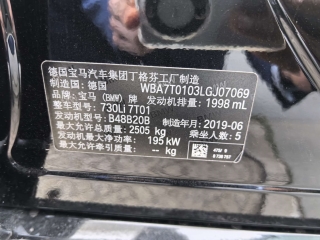 德国宝马汽车集团丁格芬工厂制造
制造国：德国 WBA7T0103LGJ07069
品牌：宝马 (BMW) 牌 发动机排量：1998 mL
整车型号：730Li 7T01
发动机型号：B48B20B 制造年月：2019-06
最大允许总质量：2505 kg 乘坐人数：5
发动机最大净功率：195 kW
最大允许牵引质量：-- kg